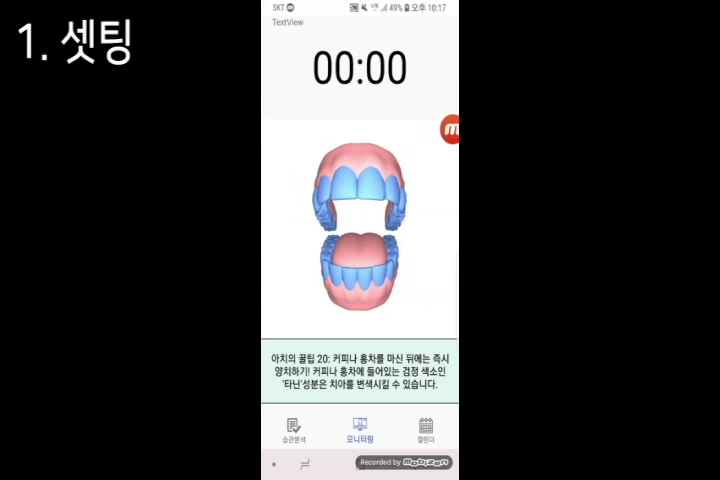 1. 셋팅
SKT
LTE 49% 오후 10:17
TextView
00:00
m
아치의 꿀팁 20: 커피나 홍차를 마신 뒤에는 즉시
양치하기! 커피나 홍차에 들어있는 검정 색소인
'타닌'성분은 치아를 변색시킬 수 있습니다.
습관분석
모니터링
캘린더
Recorded by mobizen